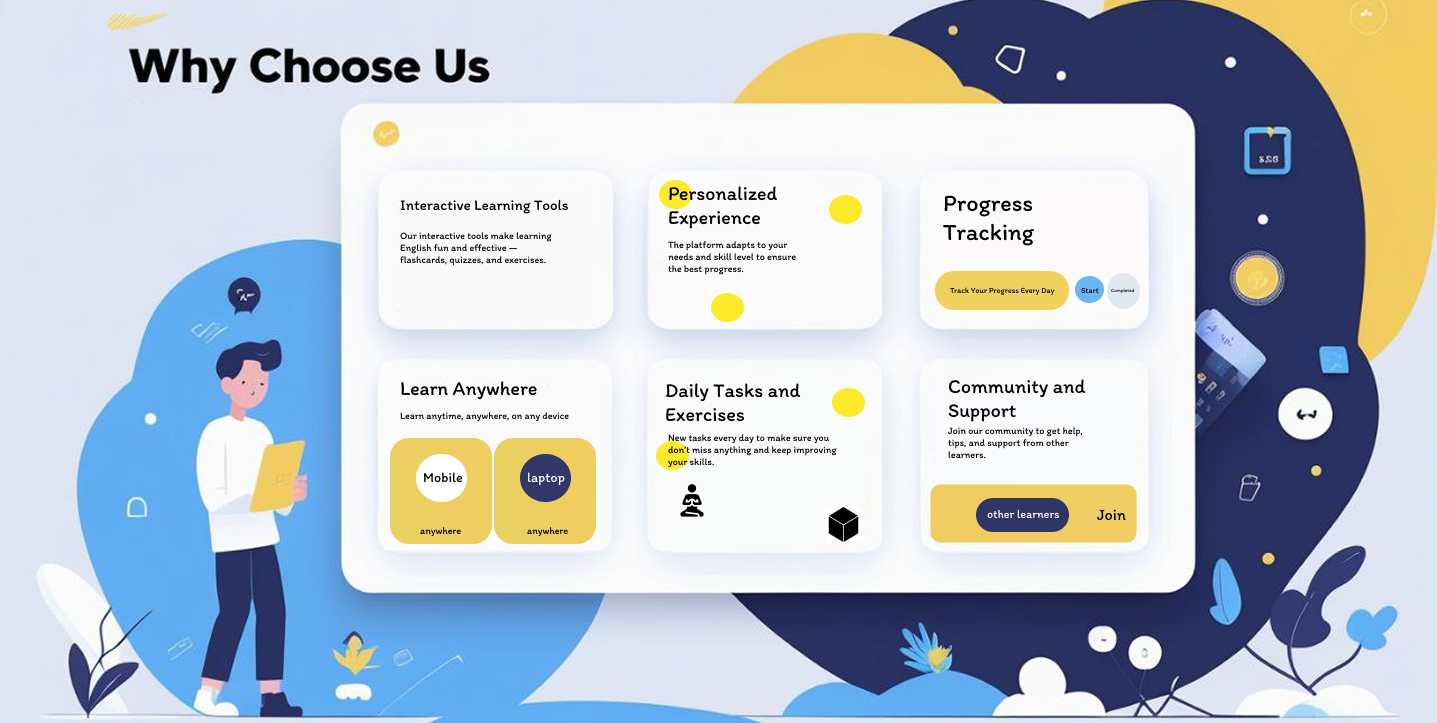 Why Choose Us
Interactive Learning Tools
Our interactive tools make learning
English fun and effective —
flashcards, quizzes, and exercises.
Personalized
Experience
The platform adapts to your
needs and skill level to ensure
the best progress.
Progress
Tracking
Track Your Progress Every Day
Start
Completed
Learn Anywhere
Learn anytime, anywhere, on any device
Mobile
anywhere
laptop
anywhere
Daily Tasks and
Exercises
New tasks every day to make sure you
don't miss anything and keep improving
your skills.
Community and
Support
Join our community to get help,
tips, and support from other
learners.
other learners
Join